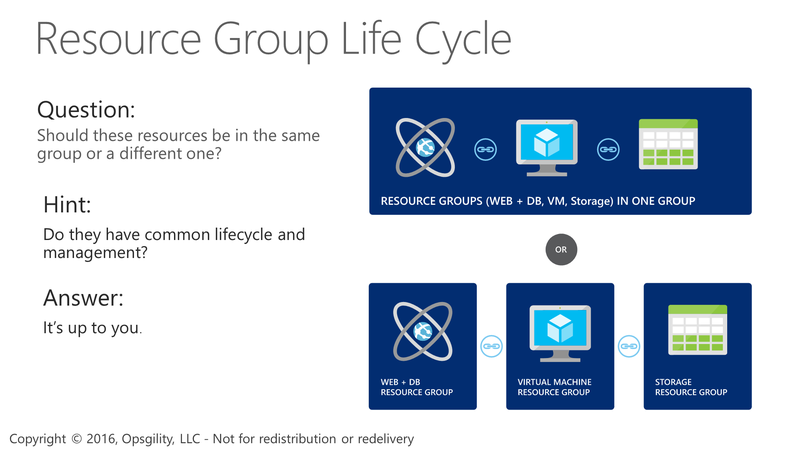 Resource Group Life Cycle
Question:
Should these resources be in the same
group or a different one?
Hint:
Do they have common lifecycle and
management?
Answer:
It's up to you.
RESOURCE GROUPS (WEB + DB, VM, Storage) IN ONE GROUP
OR
WEB + DB
RESOURCE GROUP
VIRTUAL MACHINE
RESOURCE GROUP
STORAGE
RESOURCE GROUP
Copyright © 2016, Opsgility, LLC - Not for redistribution or redelivery